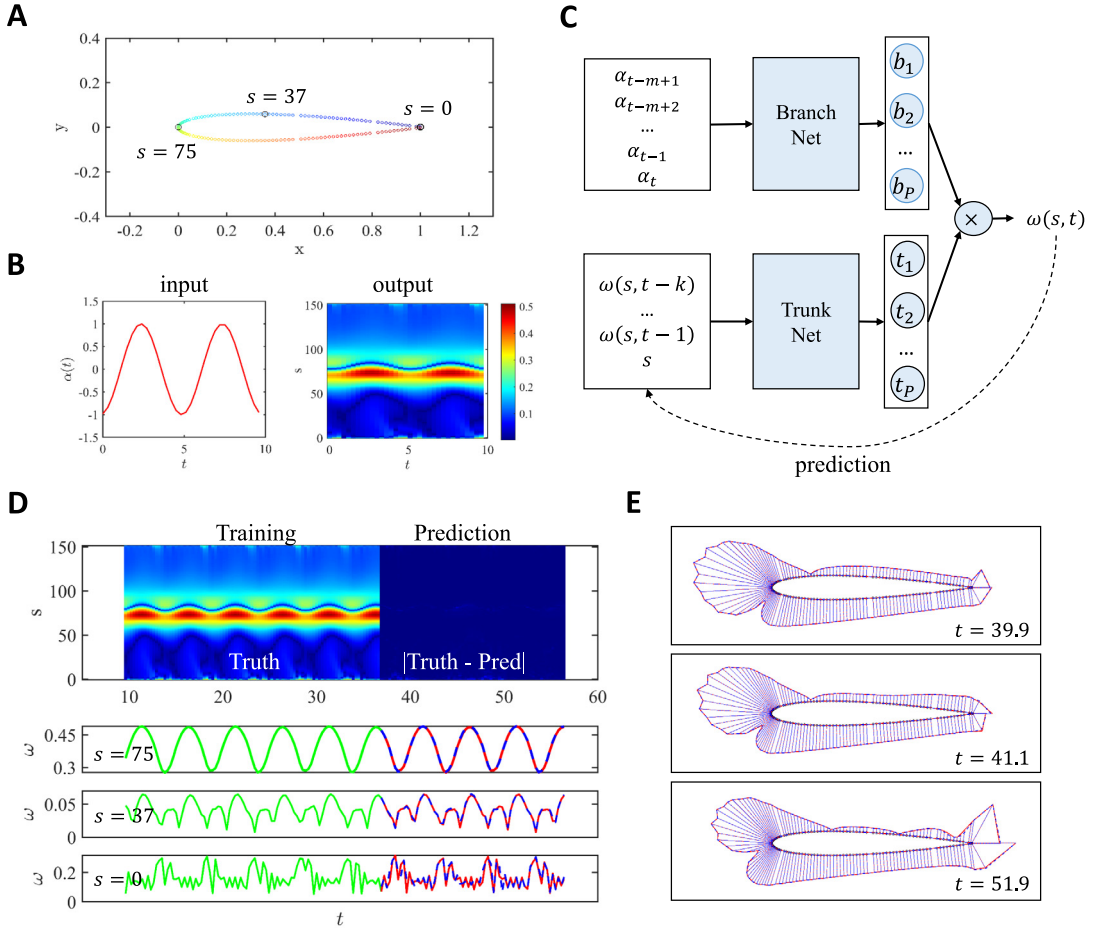 A
0.4
0.2
0
-0.2
-0.4
y
s = 37
s = 0
s = 75
-0.2 0 0.2 0.4 0.6 0.8 1 1.2
x
B
input
1.5
1
0.5
0
-0.5
-1
-1.5
α(t)
0 5 10
t
output
150
100
50
0
s
0 5 10
t
0.5
0.4
0.3
0.2
0.1
C
α_{t−m+1}
α_{t−m+2}
...
α_{t−1}
α_t
Branch
Net
b_1
b_2
...
b_P
×
ω(s, t)
ω(s, t − k)
...
ω(s, t − 1)
s
Trunk
Net
t_1
t_2
...
t_P
prediction
D
Training Prediction
150
100
50
0
s
Truth |Truth - Pred|
10 20 30 40 50 60
0.45
0.3
ω
s = 75
0.05
0
ω
s = 37
0.2
0
ω
s = 0
t
E
t = 39.9
t = 41.1
t = 51.9